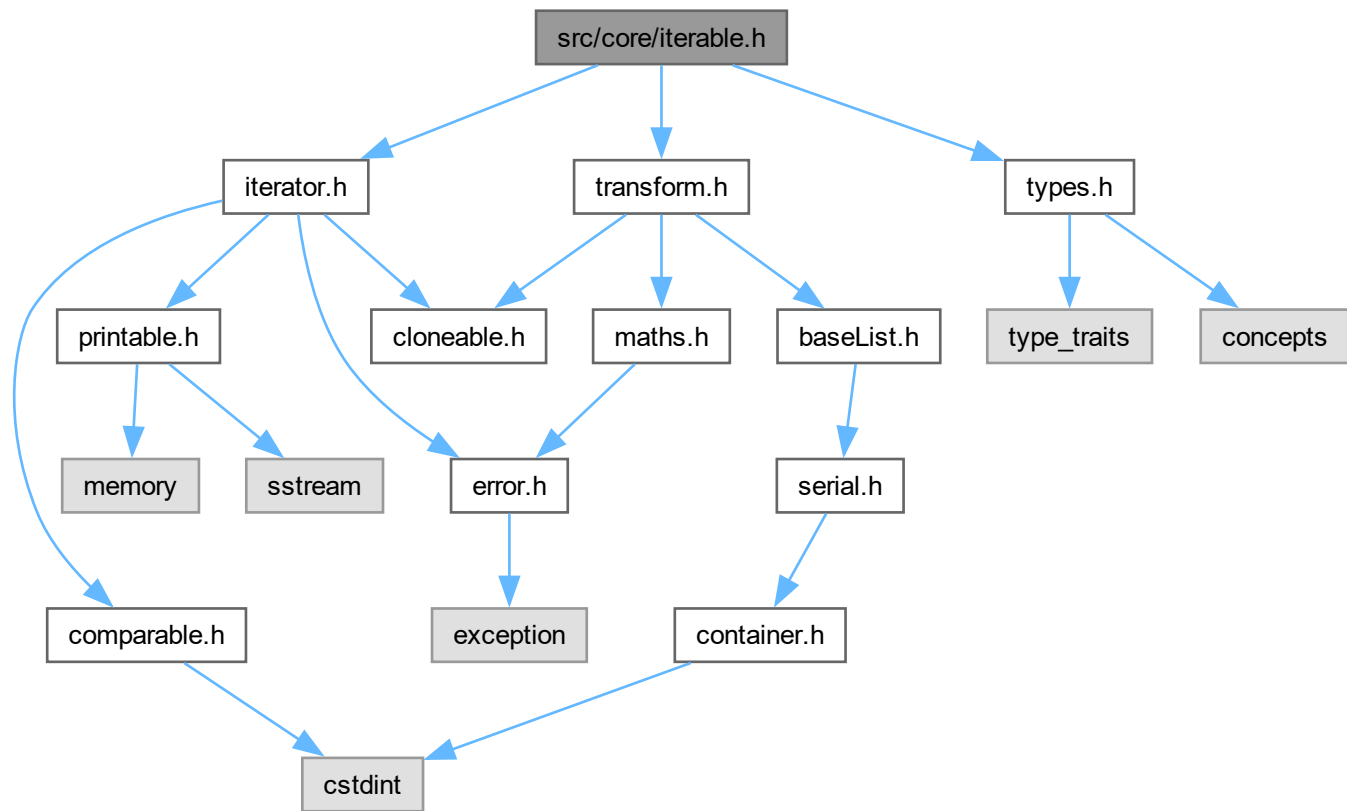 src/core/iterable.h
iterator.h
transform.h
types.h
printable.h
cloneable.h
maths.h
baseList.h
type_traits
concepts
memory
sstream
error.h
serial.h
comparable.h
exception
container.h
cstdint